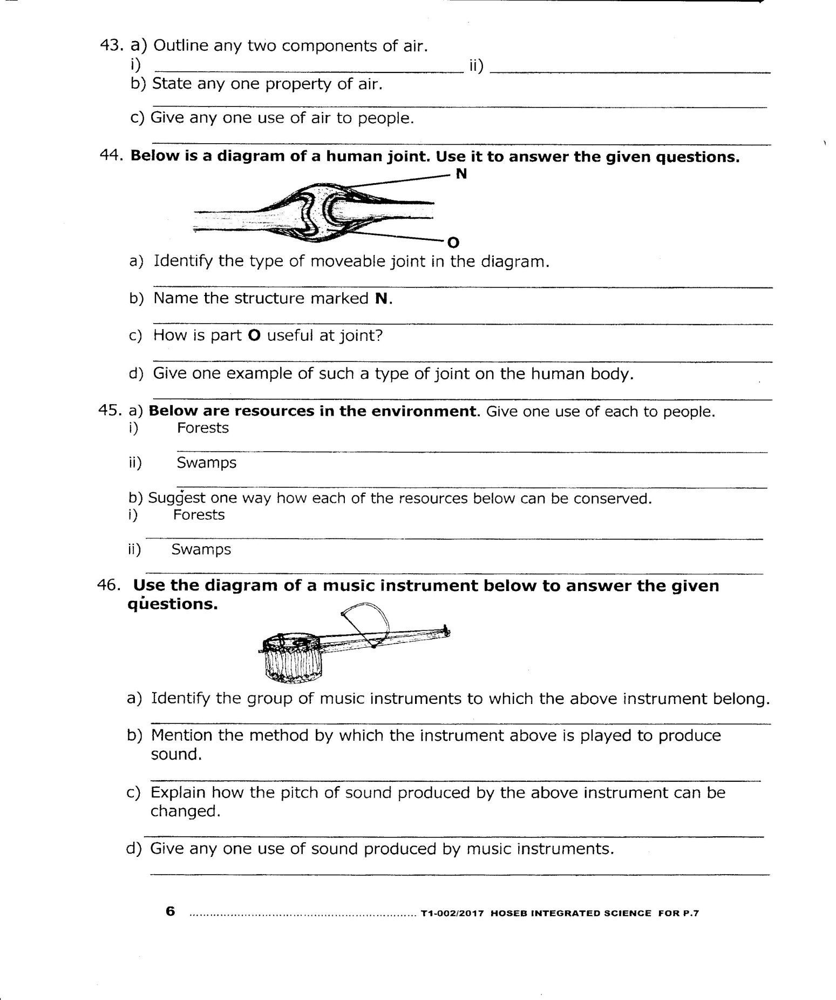 43. a) Outline any two components of air.
i) ii)
b) State any one property of air.
c) Give any one use of air to people.
44. Below is a diagram of a human joint. Use it to answer the given questions.
N
O
a) Identify the type of moveable joint in the diagram.
b) Name the structure marked N.
c) How is part O useful at joint?
d) Give one example of such a type of joint on the human body.
45. a) Below are resources in the environment. Give one use of each to people.
i) Forests
ii) Swamps
b) Suggest one way how each of the resources below can be conserved.
i) Forests
ii) Swamps
46. Use the diagram of a music instrument below to answer the given
questions.
a) Identify the group of music instruments to which the above instrument belong.
b) Mention the method by which the instrument above is played to produce
sound.
c) Explain how the pitch of sound produced by the above instrument can be
changed.
d) Give any one use of sound produced by music instruments.
6 ................................................................ T1-002/2017 HOSEB INTEGRATED SCIENCE FOR P.7